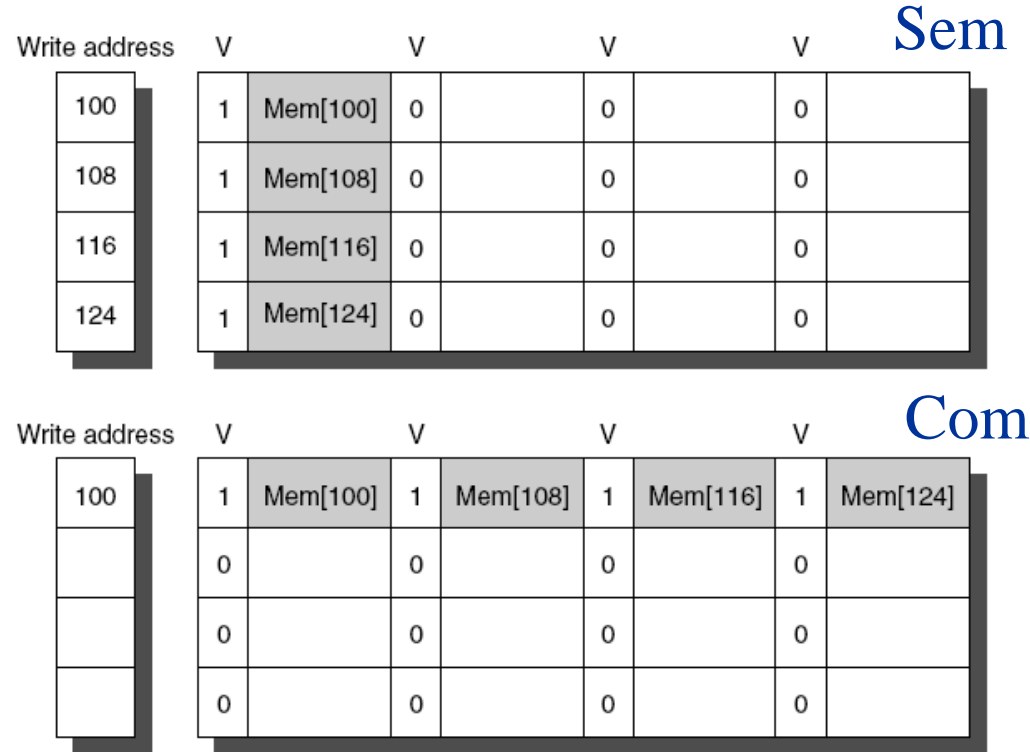 Sem
Write address V V V V
100 1 Mem[100] 0 0 0
108 1 Mem[108] 0 0 0
116 1 Mem[116] 0 0 0
124 1 Mem[124] 0 0 0
Com
Write address V V V V
100 1 Mem[100] 1 Mem[108] 1 Mem[116] 1 Mem[124]
0 0 0 0
0 0 0 0
0 0 0 0